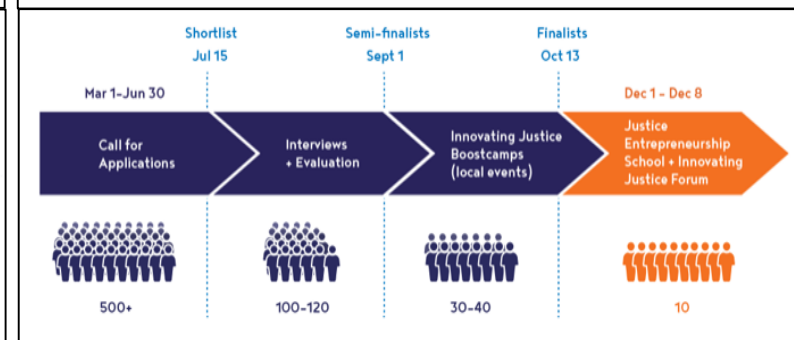 Shortlist
Jul 15
Semi-finalists
Sept 1
Finalists
Oct 13
Mar 1-Jun 30
Dec 1 - Dec 8
Call for
Applications
Interviews
+ Evaluation
Innovating Justice
Boostcamps
(local events)
Justice
Entrepreneurship
School + Innovating
Justice Forum
500+
100-120
30-40
10